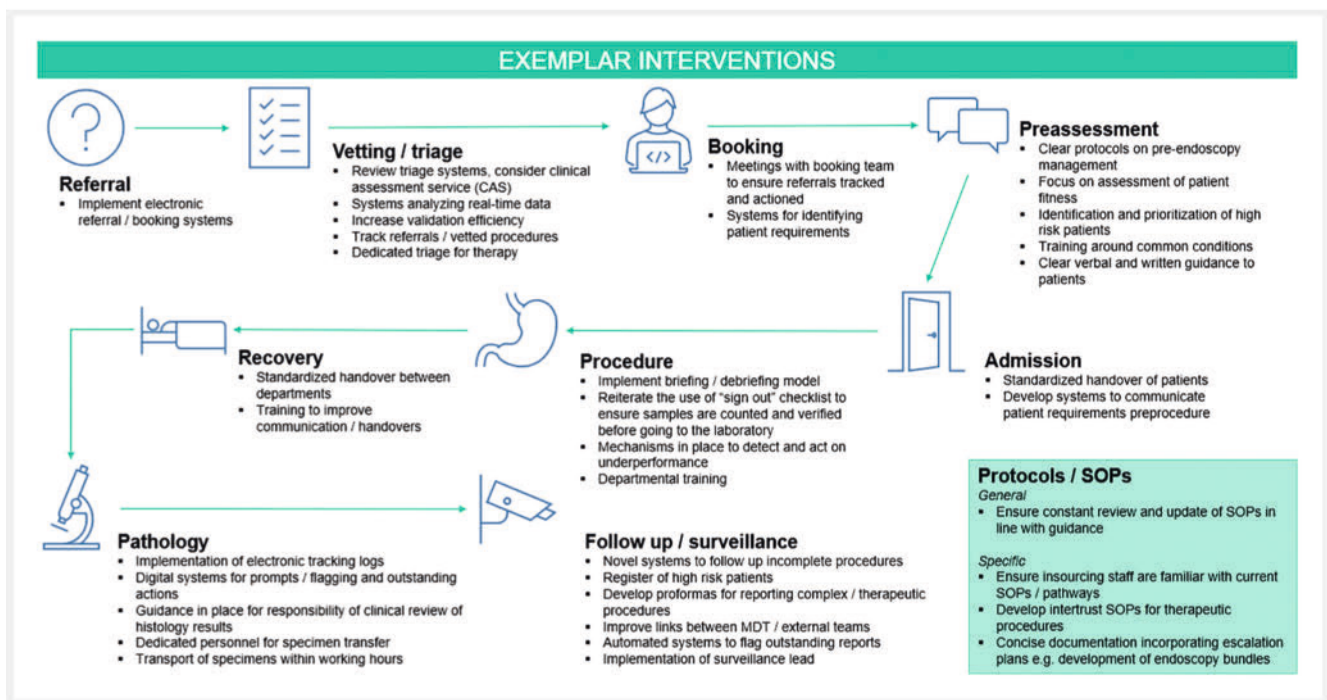 EXEMPLAR INTERVENTIONS
Referral
▪ Implement electronic
referral / booking systems
Vetting / triage
▪ Review triage systems, consider clinical
assessment service (CAS)
▪ Systems analyzing real-time data
▪ Increase validation efficiency
▪ Track referrals / vetted procedures
▪ Dedicated triage for therapy
</>
Booking
▪ Meetings with booking team
to ensure referrals tracked
and actioned
▪ Systems for identifying
patient requirements
Preassessment
▪ Clear protocols on pre-endoscopy
management
▪ Focus on assessment of patient
fitness
▪ Identification and prioritization of high
risk patients
▪ Training around common conditions
▪ Clear verbal and written guidance to
patients
Admission
▪ Standardized handover of patients
▪ Develop systems to communicate
patient requirements preprocedure
Procedure
▪ Implement briefing / debriefing model
▪ Reiterate the use of “sign out” checklist to
ensure samples are counted and verified
before going to the laboratory
▪ Mechanisms in place to detect and act on
underperformance
▪ Departmental training
Recovery
▪ Standardized handover between
departments
▪ Training to improve
communication / handovers
Pathology
▪ Implementation of electronic tracking logs
▪ Digital systems for prompts / flagging and outstanding
actions
▪ Guidance in place for responsibility of clinical review of
histology results
▪ Dedicated personnel for specimen transfer
▪ Transport of specimens within working hours
Follow up / surveillance
▪ Novel systems to follow up incomplete procedures
▪ Register of high risk patients
▪ Develop proformas for reporting complex / therapeutic
procedures
▪ Improve links between MDT / external teams
▪ Automated systems to flag outstanding reports
▪ Implementation of surveillance lead
Protocols / SOPs
General
▪ Ensure constant review and update of SOPs in
line with guidance
Specific
▪ Ensure insourcing staff are familiar with current
SOPs / pathways
▪ Develop intertrust SOPs for therapeutic
procedures
▪ Concise documentation incorporating escalation
plans e.g. development of endoscopy bundles